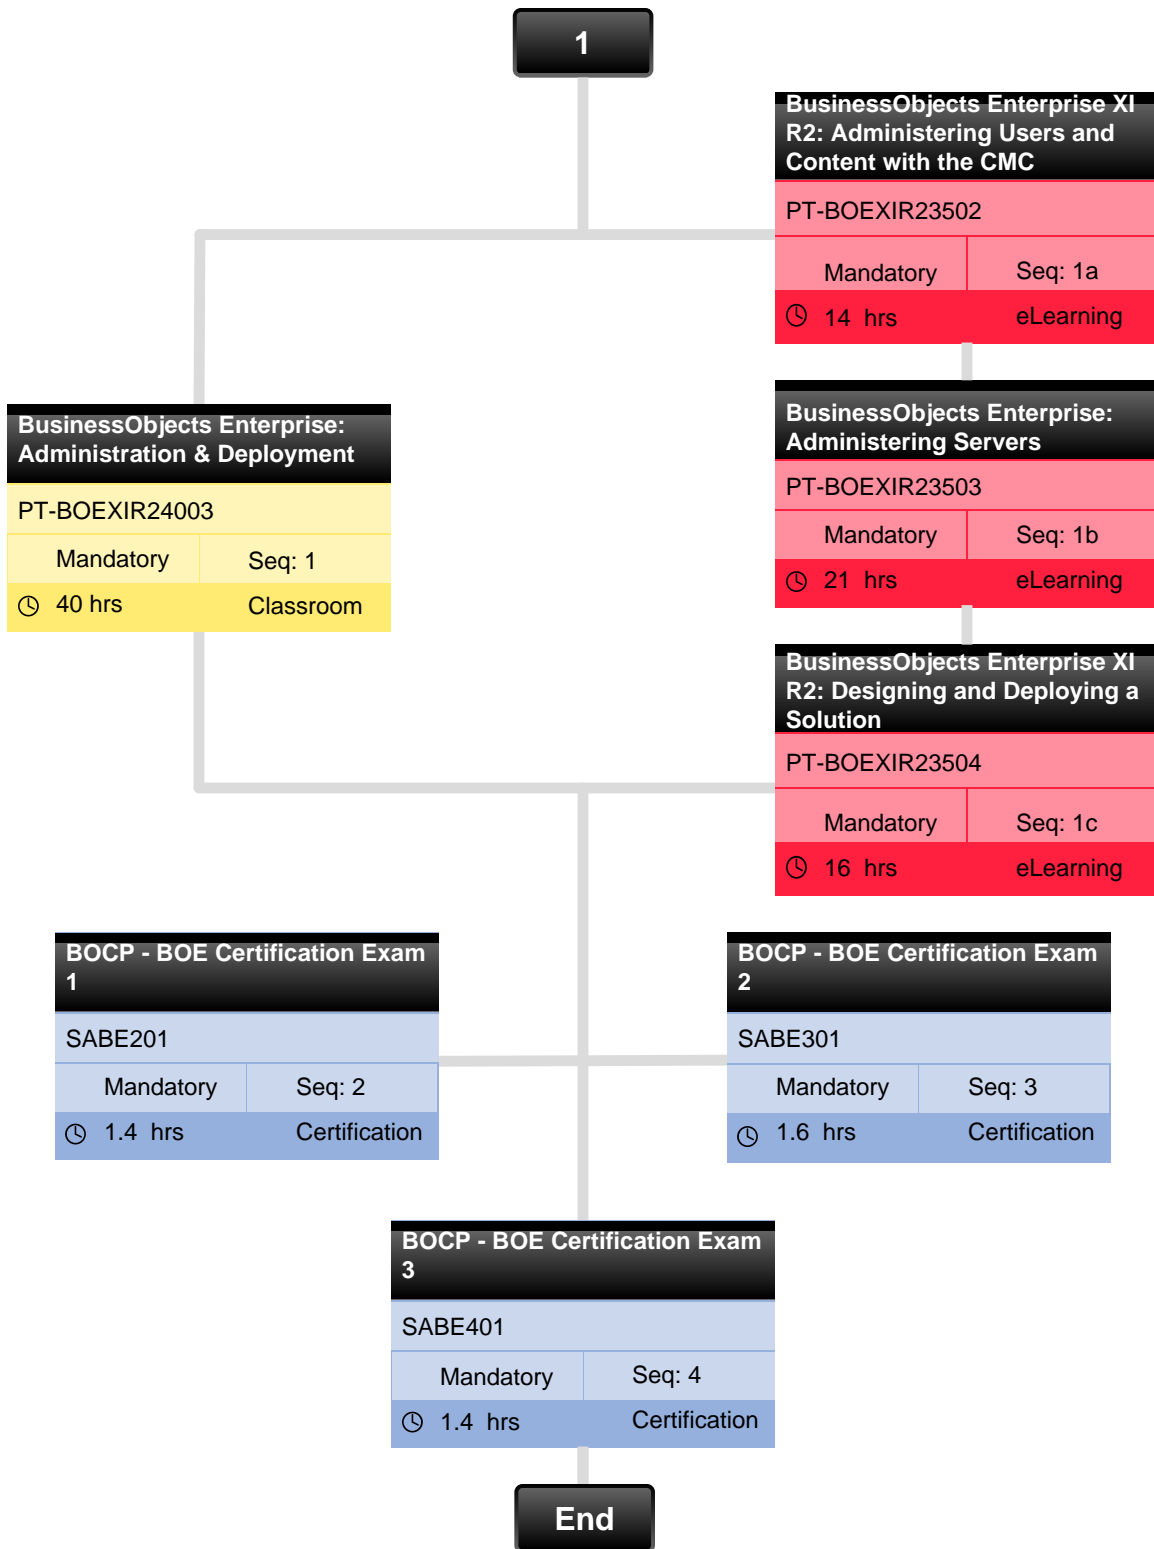 1
BusinessObjects Enterprise XI
R2: Administering Users and
Content with the CMC
PT-BOEXIR23502
Mandatory Seq: 1a
14 hrs eLearning
BusinessObjects Enterprise:
Administration & Deployment
PT-BOEXIR24003
Mandatory Seq: 1
40 hrs Classroom
BusinessObjects Enterprise:
Administering Servers
PT-BOEXIR23503
Mandatory Seq: 1b
21 hrs eLearning
BusinessObjects Enterprise XI
R2: Designing and Deploying a
Solution
PT-BOEXIR23504
Mandatory Seq: 1c
16 hrs eLearning
BOCP - BOE Certification Exam
1
SABE201
Mandatory Seq: 2
1.4 hrs Certification
BOCP - BOE Certification Exam
2
SABE301
Mandatory Seq: 3
1.6 hrs Certification
BOCP - BOE Certification Exam
3
SABE401
Mandatory Seq: 4
1.4 hrs Certification
End